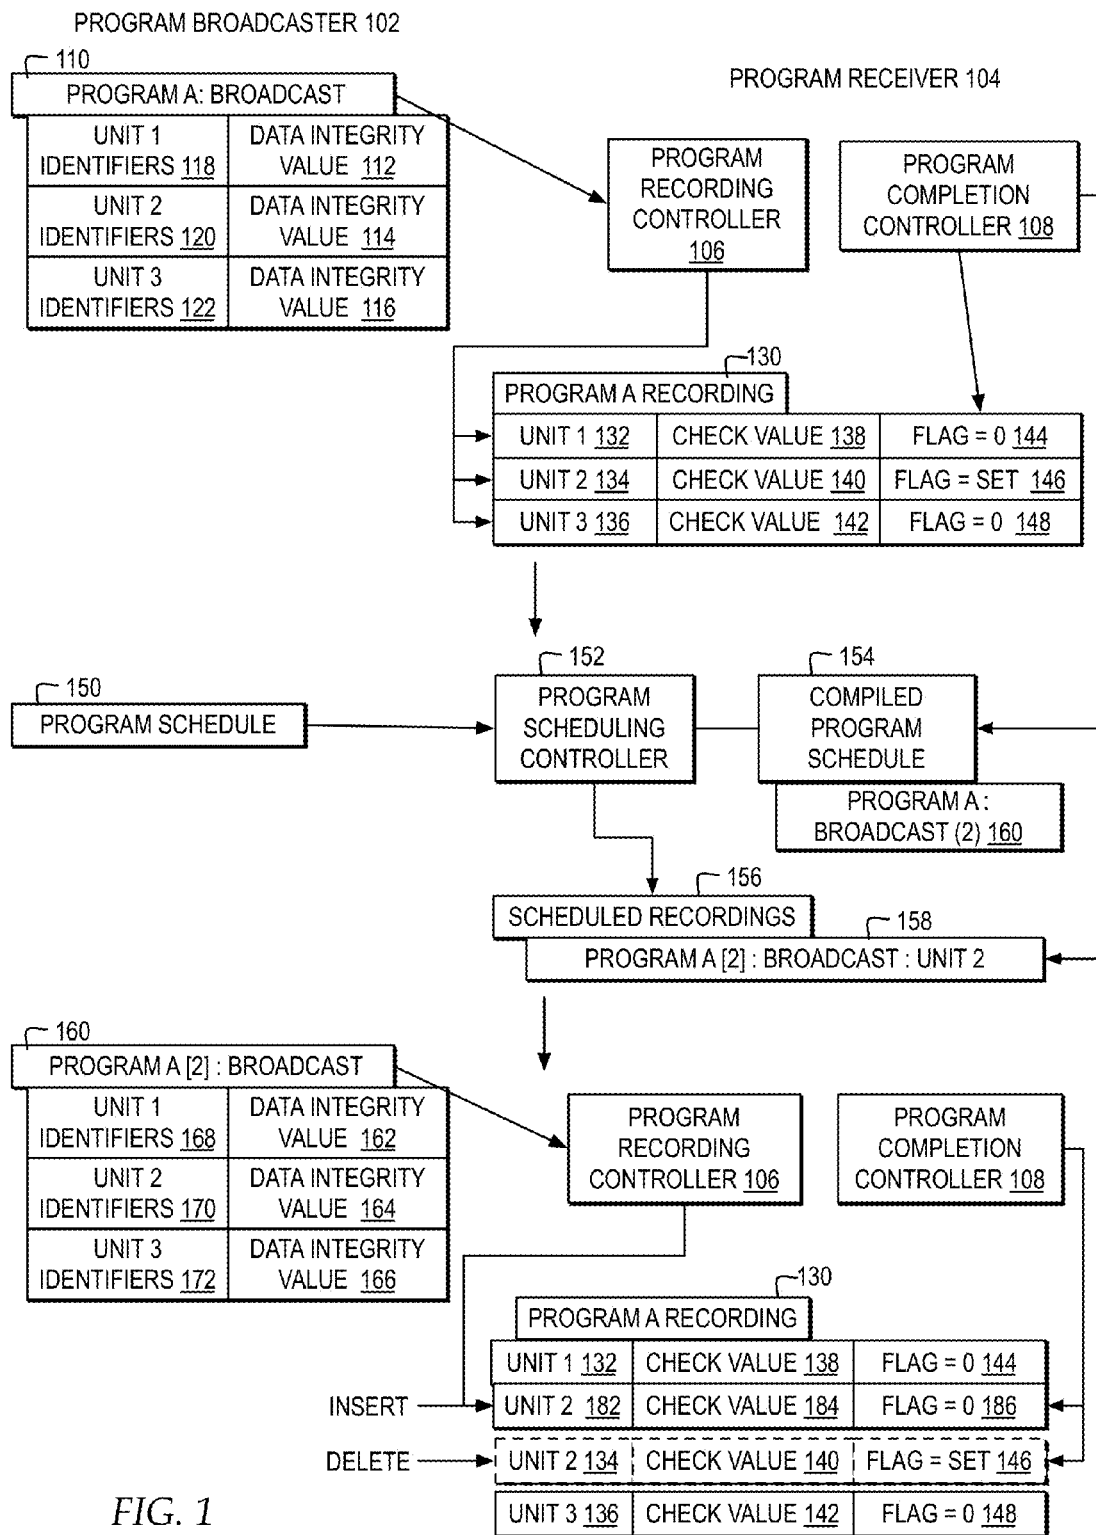 PROGRAM BROADCASTER 102
110
PROGRAM A: BROADCAST
UNIT 1
IDENTIFIERS 118
DATA INTEGRITY
VALUE 112
UNIT 2
IDENTIFIERS 120
DATA INTEGRITY
VALUE 114
UNIT 3
IDENTIFIERS 122
DATA INTEGRITY
VALUE 116
PROGRAM RECEIVER 104
PROGRAM
RECORDING
CONTROLLER
106
PROGRAM
COMPLETION
CONTROLLER 108
130
PROGRAM A RECORDING
UNIT 1 132 CHECK VALUE 138 FLAG = 0 144
UNIT 2 134 CHECK VALUE 140 FLAG = SET 146
UNIT 3 136 CHECK VALUE 142 FLAG = 0 148
150
PROGRAM SCHEDULE
152
PROGRAM
SCHEDULING
CONTROLLER
154
COMPILED
PROGRAM
SCHEDULE
PROGRAM A :
BROADCAST (2) 160
156
SCHEDULED RECORDINGS
158
PROGRAM A [2] : BROADCAST : UNIT 2
160
PROGRAM A [2] : BROADCAST
UNIT 1
IDENTIFIERS 168
DATA INTEGRITY
VALUE 162
UNIT 2
IDENTIFIERS 170
DATA INTEGRITY
VALUE 164
UNIT 3
IDENTIFIERS 172
DATA INTEGRITY
VALUE 166
PROGRAM
RECORDING
CONTROLLER 106
PROGRAM
COMPLETION
CONTROLLER 108
130
PROGRAM A RECORDING
UNIT 1 132 CHECK VALUE 138 FLAG = 0 144
INSERT UNIT 2 182 CHECK VALUE 184 FLAG = 0 186
DELETE UNIT 2 134 CHECK VALUE 140 FLAG = SET 146
UNIT 3 136 CHECK VALUE 142 FLAG = 0 148
FIG. 1